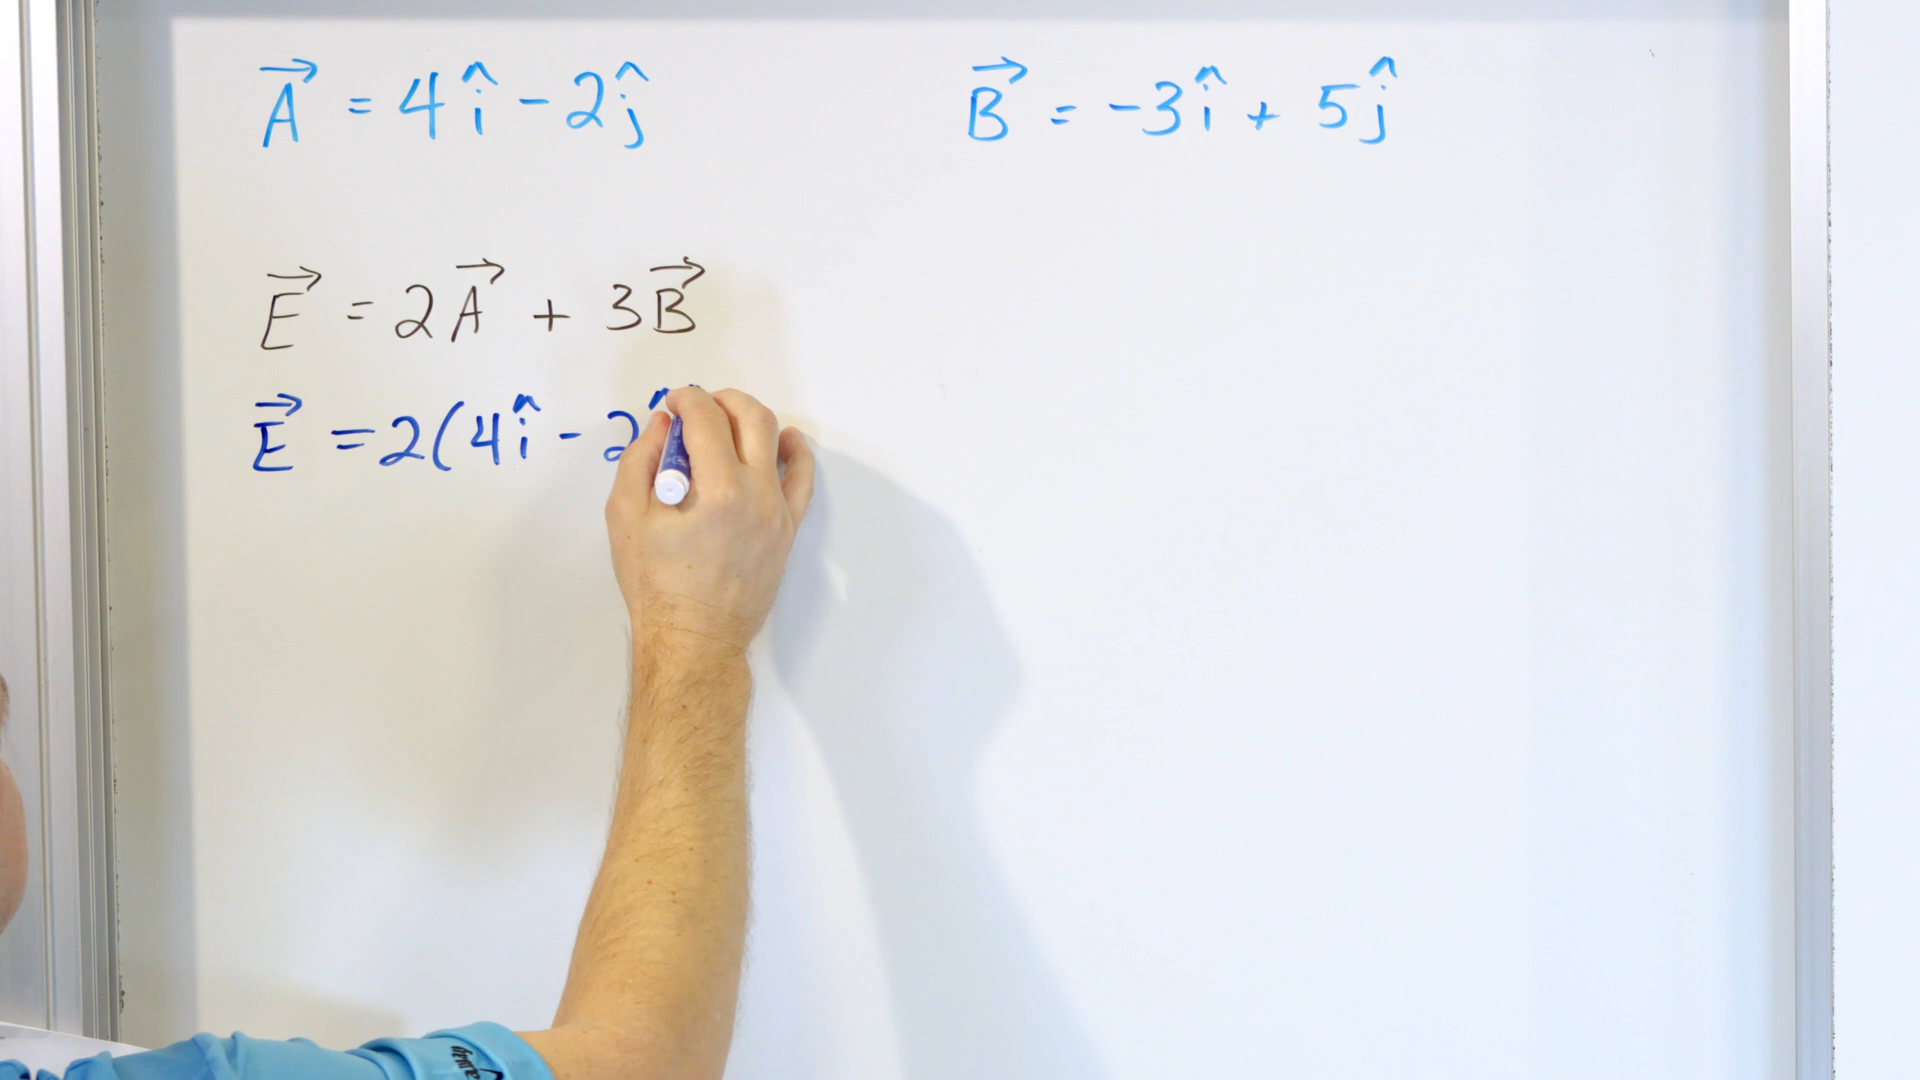 A⃗ = 4î - 2ĵ
B⃗ = -3î + 5ĵ
E⃗ = 2A⃗ + 3B⃗
E⃗ = 2(4î - 2